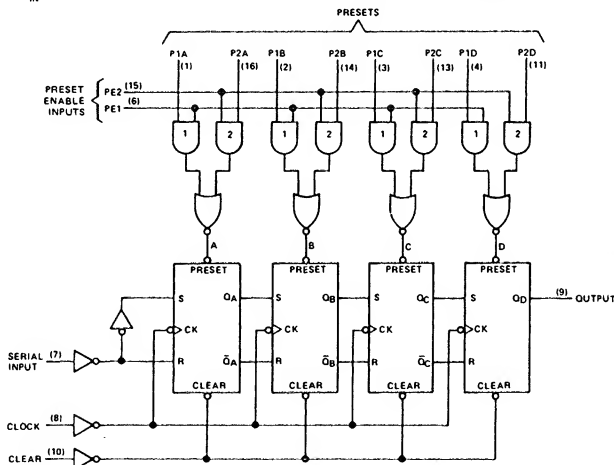 IN
PRESETS
P1A P2A P1B P2B P1C P2C P1D P2D
(1) (16) (2) (14) (3) (13) (4) (11)
PRESET ENABLE INPUTS
PE2 (15)
PE1 (6)
1 2 1 2 1 2 1 2
A B C D
PRESET PRESET PRESET PRESET
S QA S QB S QC S QD (9) OUTPUT
CK CK CK CK
SERIAL INPUT (7)
R Q̄A R Q̄B R Q̄C R
CLEAR CLEAR CLEAR CLEAR
CLOCK (8)
CLEAR (10)